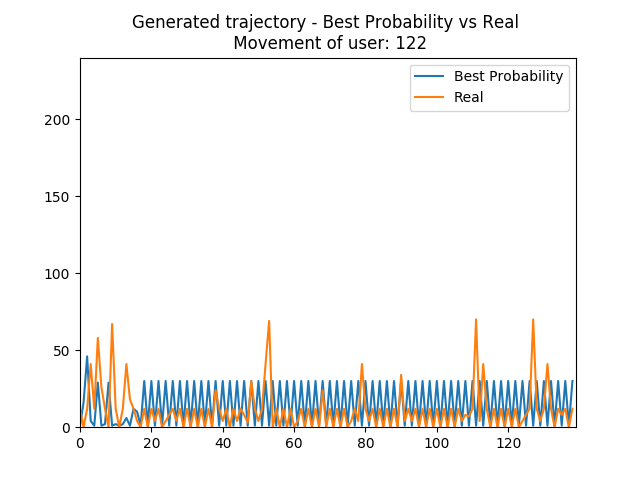 Generated trajectory - Best Probability vs Real
Movement of user: 122
Best Probability
Real
200
150
100
50
0
0 20 40 60 80 100 120